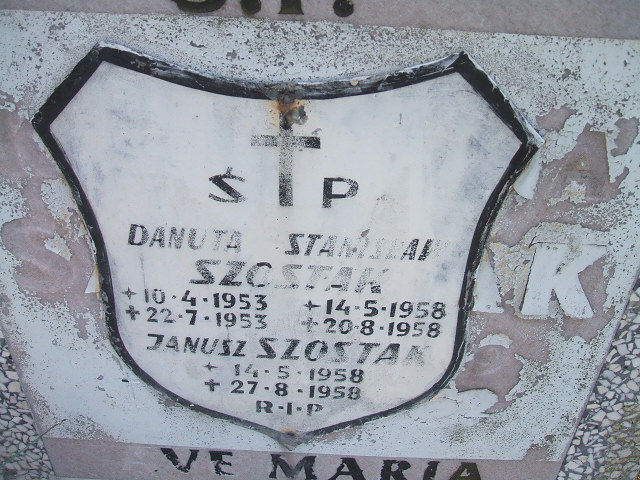 Ś P
DANUTA STANISŁAW
SZOSTAK
10·4·1953 14·5·1958
22·7·1953 20·8·1958
JANUSZ SZOSTAK
14·5·1958
27·8·1958
R·I·P
AK
VE MARIA